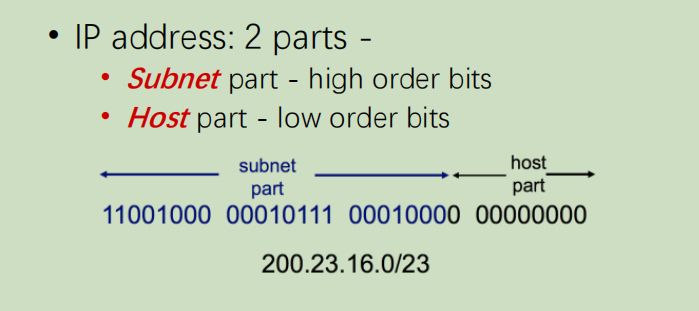 • IP address: 2 parts -
• Subnet part - high order bits
• Host part - low order bits
subnet part
host part
11001000 00010111 00010000 00000000
200.23.16.0/23